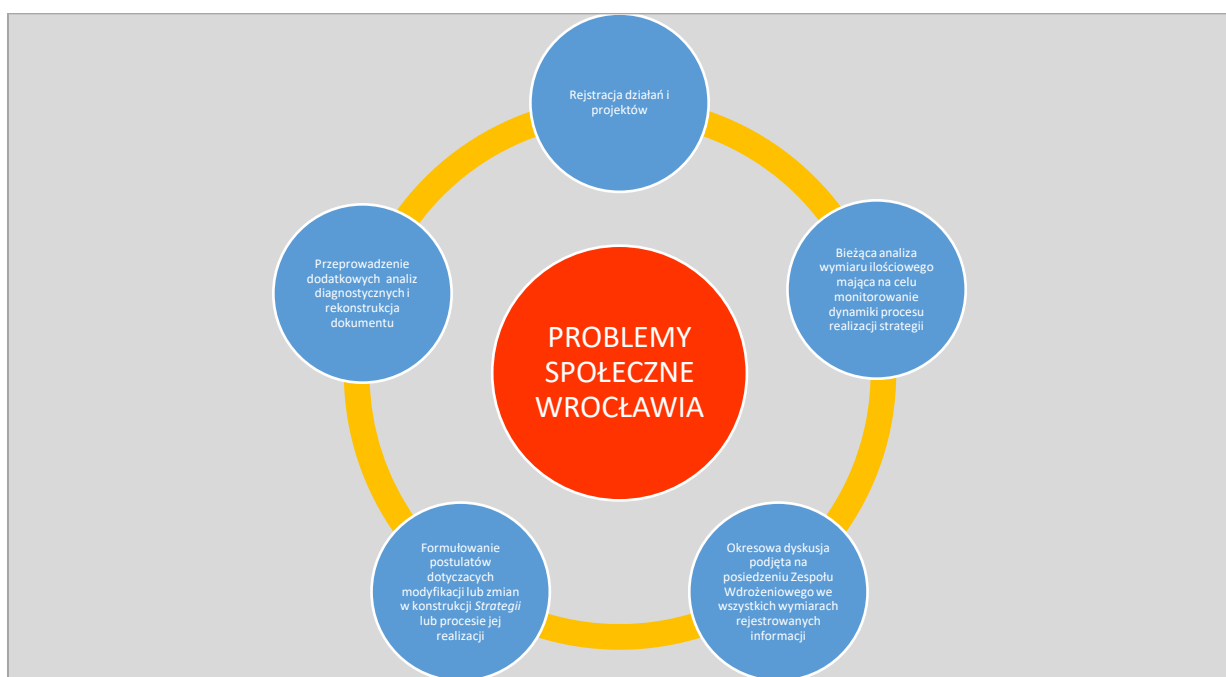 Rejstracja działań i
projektów
Bieżąca analiza
wymiaru ilościowego
mająca na celu
monitorowanie
dynamiki procesu
realizacji strategii
Okresowa dyskusja
podjęta na
posiedzeniu Zespołu
Wdrożeniowego we
wszystkich wymiarach
rejestrowanych
informacji
Formułowanie
postulatów
dotyczacych
modyfikacji lub zmian
w konstrukcji Strategii
lub procesie jej
realizacji
Przeprowadzenie
dodatkowych analiz
diagnostycznych i
rekonstrukcja
dokumentu
PROBLEMY
SPOŁECZNE
WROCŁAWIA